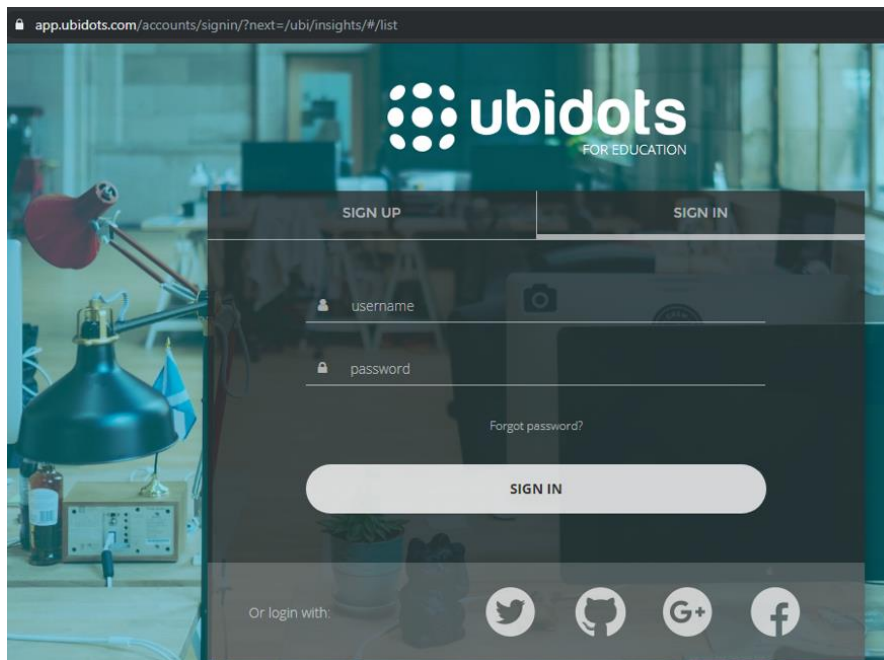 app.ubidots.com/accounts/signin/?next=/ubi/insights/#/list
ubidots
FOR EDUCATION
SIGN UP
SIGN IN
username
password
Forgot password?
SIGN IN
Or login with:
G+